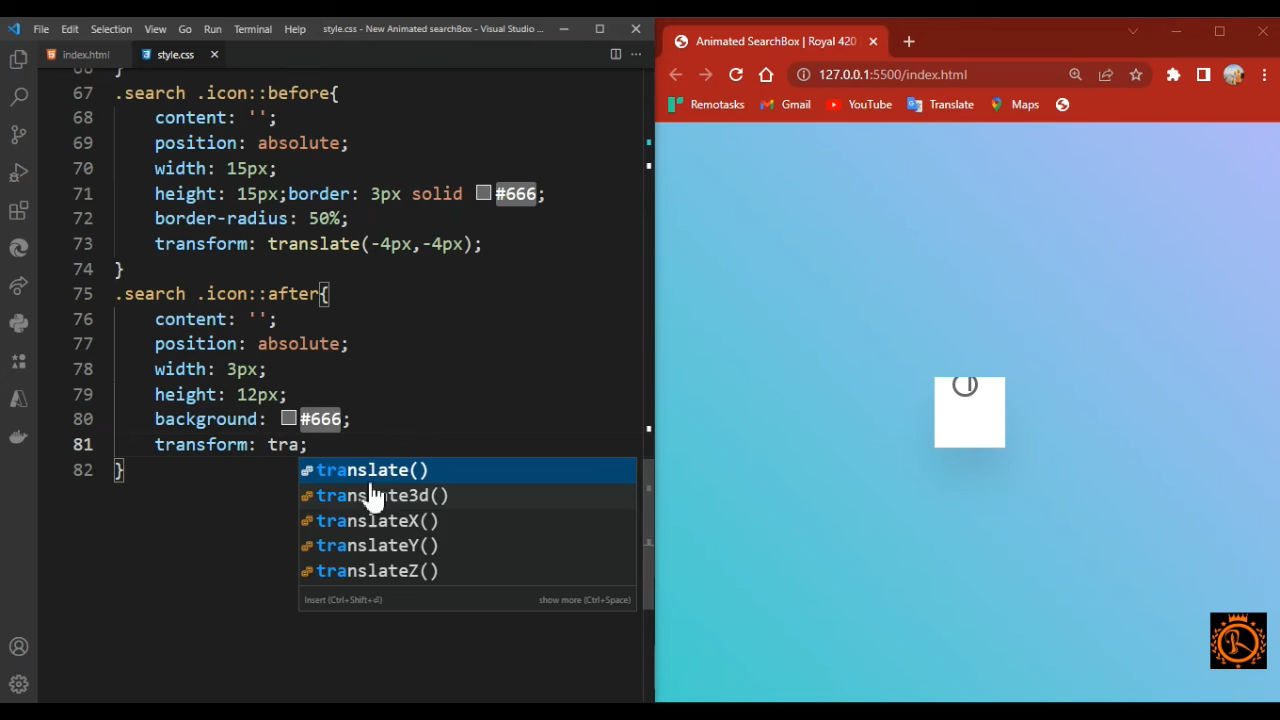 File Edit Selection View Go Run Terminal Help style.css - New Animated searchBox - Visual Studio ...
index.html style.css
66 }
67 .search .icon::before{
68 content: '';
69 position: absolute;
70 width: 15px;
71 height: 15px;border: 3px solid #666;
72 border-radius: 50%;
73 transform: translate(-4px,-4px);
74 }
75 .search .icon::after{
76 content: '';
77 position: absolute;
78 width: 3px;
79 height: 12px;
80 background: #666;
81 transform: tra;
82 }
translate()
translate3d()
translateX()
translateY()
translateZ()
Insert (Ctrl+Shift+⏎) show more (Ctrl+Space)
Animated SearchBox | Royal 420
127.0.0.1:5500/index.html
Remotasks Gmail YouTube Translate Maps